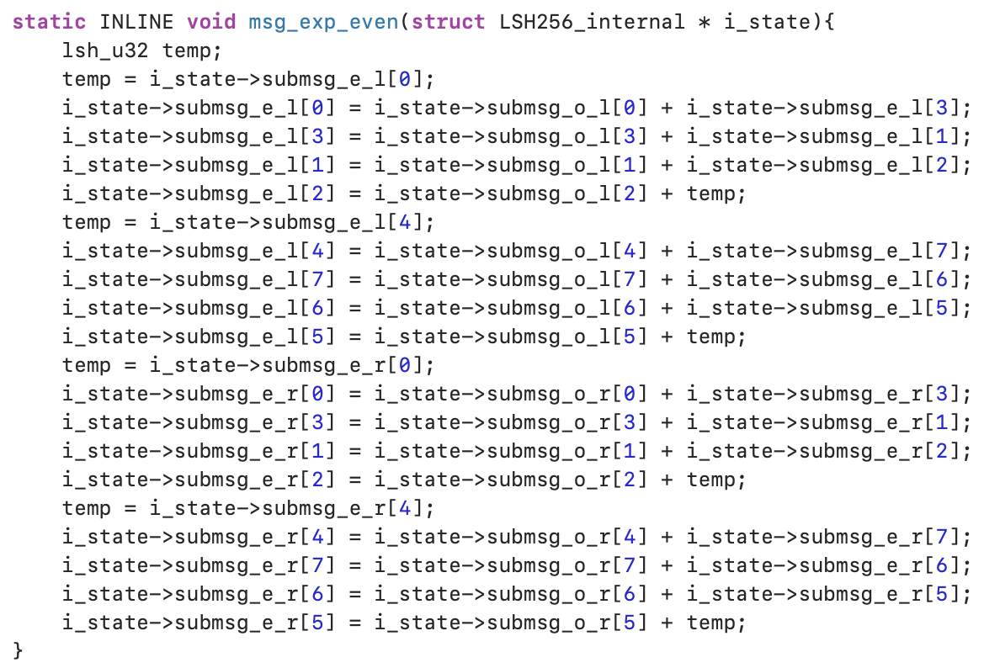 static INLINE void msg_exp_even(struct LSH256_internal * i_state){
    lsh_u32 temp;
    temp = i_state->submsg_e_l[0];
    i_state->submsg_e_l[0] = i_state->submsg_o_l[0] + i_state->submsg_e_l[3];
    i_state->submsg_e_l[3] = i_state->submsg_o_l[3] + i_state->submsg_e_l[1];
    i_state->submsg_e_l[1] = i_state->submsg_o_l[1] + i_state->submsg_e_l[2];
    i_state->submsg_e_l[2] = i_state->submsg_o_l[2] + temp;
    temp = i_state->submsg_e_l[4];
    i_state->submsg_e_l[4] = i_state->submsg_o_l[4] + i_state->submsg_e_l[7];
    i_state->submsg_e_l[7] = i_state->submsg_o_l[7] + i_state->submsg_e_l[6];
    i_state->submsg_e_l[6] = i_state->submsg_o_l[6] + i_state->submsg_e_l[5];
    i_state->submsg_e_l[5] = i_state->submsg_o_l[5] + temp;
    temp = i_state->submsg_e_r[0];
    i_state->submsg_e_r[0] = i_state->submsg_o_r[0] + i_state->submsg_e_r[3];
    i_state->submsg_e_r[3] = i_state->submsg_o_r[3] + i_state->submsg_e_r[1];
    i_state->submsg_e_r[1] = i_state->submsg_o_r[1] + i_state->submsg_e_r[2];
    i_state->submsg_e_r[2] = i_state->submsg_o_r[2] + temp;
    temp = i_state->submsg_e_r[4];
    i_state->submsg_e_r[4] = i_state->submsg_o_r[4] + i_state->submsg_e_r[7];
    i_state->submsg_e_r[7] = i_state->submsg_o_r[7] + i_state->submsg_e_r[6];
    i_state->submsg_e_r[6] = i_state->submsg_o_r[6] + i_state->submsg_e_r[5];
    i_state->submsg_e_r[5] = i_state->submsg_o_r[5] + temp;
}